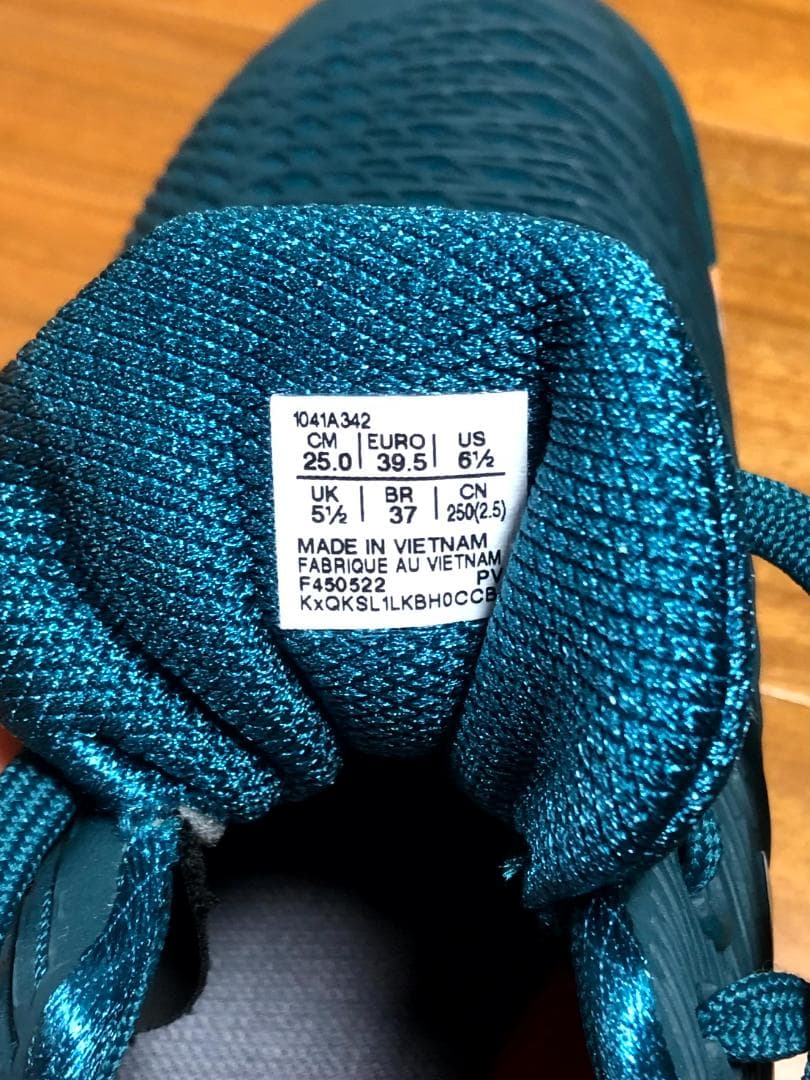 1041A342
CM | EURO | US
25.0 | 39.5 | 6½
UK | BR | CN
5½ | 37 | 250(2.5)
MADE IN VIETNAM
FABRIQUE AU VIETNAM
F450522 PV
KxQKSL1LKBH0CCB